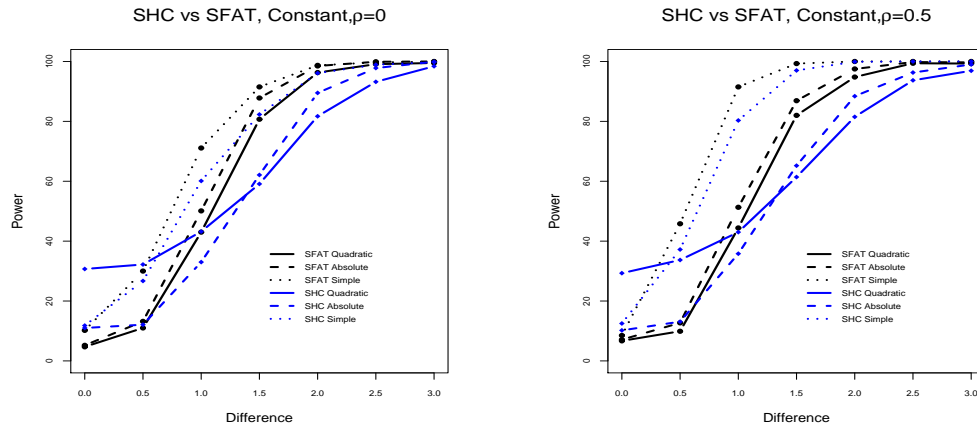 SHC vs SFAT, Constant,ρ=0
Power
100
80
60
40
20
0
SFAT Quadratic
SFAT Absolute
SFAT Simple
SHC Quadratic
SHC Absolute
SHC Simple
0.0 0.5 1.0 1.5 2.0 2.5 3.0
Difference
SHC vs SFAT, Constant,ρ=0.5
Power
100
80
60
40
20
0
SFAT Quadratic
SFAT Absolute
SFAT Simple
SHC Quadratic
SHC Absolute
SHC Simple
0.0 0.5 1.0 1.5 2.0 2.5 3.0
Difference